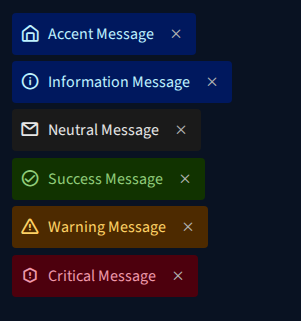 Accent Message
Information Message
Neutral Message
Success Message
Warning Message
Critical Message